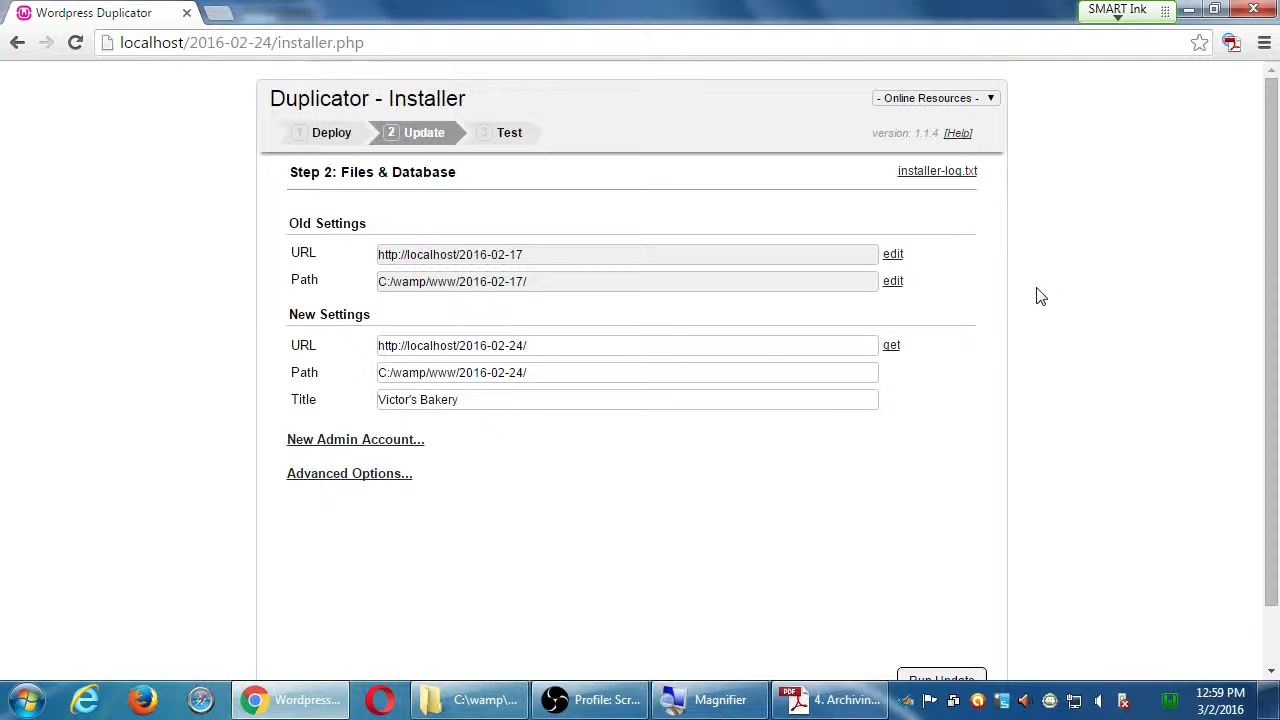 Wordpress Duplicator
SMART Ink
localhost/2016-02-24/installer.php
Duplicator - Installer
- Online Resources -
1 Deploy
2 Update
3 Test
version: 1.1.4 [Help]
Step 2: Files & Database
installer-log.txt
Old Settings
URL http://localhost/2016-02-17 edit
Path C:/wamp/www/2016-02-17/ edit
New Settings
URL http://localhost/2016-02-24/ get
Path C:/wamp/www/2016-02-24/
Title Victor's Bakery
New Admin Account...
Advanced Options...
Run Update
Wordpress...
C:\wamp\...
Profile: Scr...
Magnifier
PDF
4. Archivin...
12:59 PM
3/2/2016